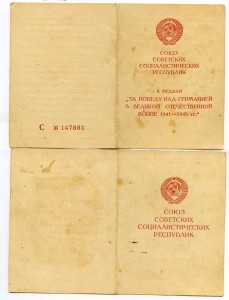 СОЮЗ
СОВЕТСКИХ
СОЦИАЛИСТИЧЕСКИХ
РЕСПУБЛИК
К МЕДАЛИ
"ЗА ПОБЕДУ НАД ГЕРМАНИЕЙ
В ВЕЛИКОЙ ОТЕЧЕСТВЕННОЙ
ВОЙНЕ 1941—1945 гг."
С № 147881
СОЮЗ
СОВЕТСКИХ
СОЦИАЛИСТИЧЕСКИХ
РЕСПУБЛИК